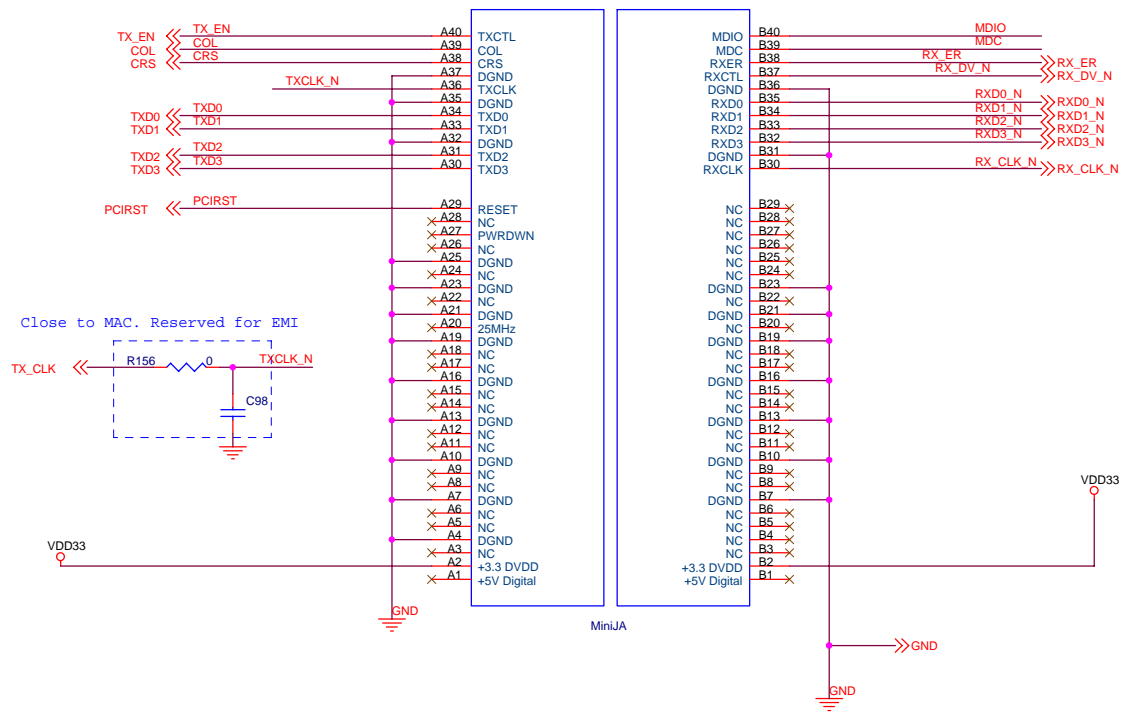 TX_EN TX_EN A40 TXCTL
COL COL A39 COL
CRS CRS A38 CRS
A37 DGND
TXCLK_N A36 TXCLK
A35 DGND
TXD0 TXD0 A34 TXD0
TXD1 TXD1 A33 TXD1
A32 DGND
TXD2 TXD2 A31 TXD2
TXD3 TXD3 A30 TXD3
PCIRST PCIRST A29 RESET
A28 NC
A27 PWRDWN
A26 NC
A25 DGND
A24 NC
A23 DGND
A22 NC
A21 DGND
A20 25MHz
A19 DGND
A18 NC
A17 NC
A16 DGND
A15 NC
A14 NC
A13 DGND
A12 NC
A11 NC
A10 DGND
A9 NC
A8 NC
A7 DGND
A6 NC
A5 NC
A4 DGND
A3 NC
A2 +3.3 DVDD
A1 +5V Digital
VDD33
GND
Close to MAC. Reserved for EMI
TX_CLK R156 0 TXCLK_N
C98
MiniJA
MDIO B40 MDIO
MDC B39 MDC
RXER B38 RX_ER RX_ER
RXCTL B37 RX_DV_N RX_DV_N
DGND B36
RXD0 B35 RXD0_N RXD0_N
RXD1 B34 RXD1_N RXD1_N
RXD2 B33 RXD2_N RXD2_N
RXD3 B32 RXD3_N RXD3_N
DGND B31
RXCLK B30 RX_CLK_N RX_CLK_N
NC B29
NC B28
NC B27
NC B26
NC B25
NC B24
DGND B23
NC B22
DGND B21
NC B20
DGND B19
NC B18
NC B17
DGND B16
NC B15
NC B14
DGND B13
NC B12
NC B11
DGND B10
NC B9
NC B8
DGND B7
NC B6
NC B5
NC B4
NC B3
+3.3 DVDD B2
+5V Digital B1
VDD33
GND
GND